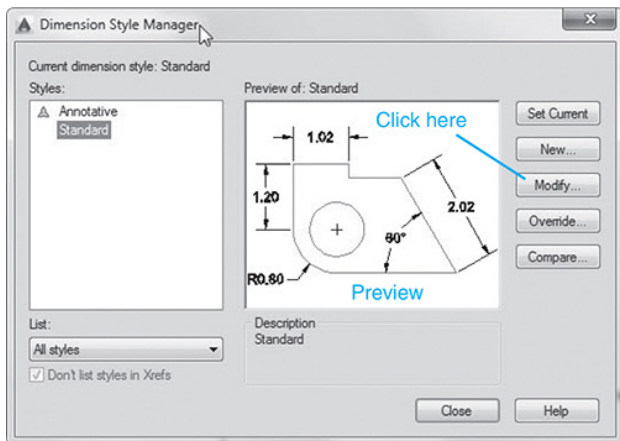 Dimension Style Manager
X
Current dimension style: Standard
Styles:
Annotative
Standard
List:
All styles
Don't list styles in Xrefs
Preview of: Standard
1.02
1.20
2.02
60°
R0.80
Click here
Preview
Description
Standard
Set Current
New...
Modify...
Override...
Compare...
Close
Help